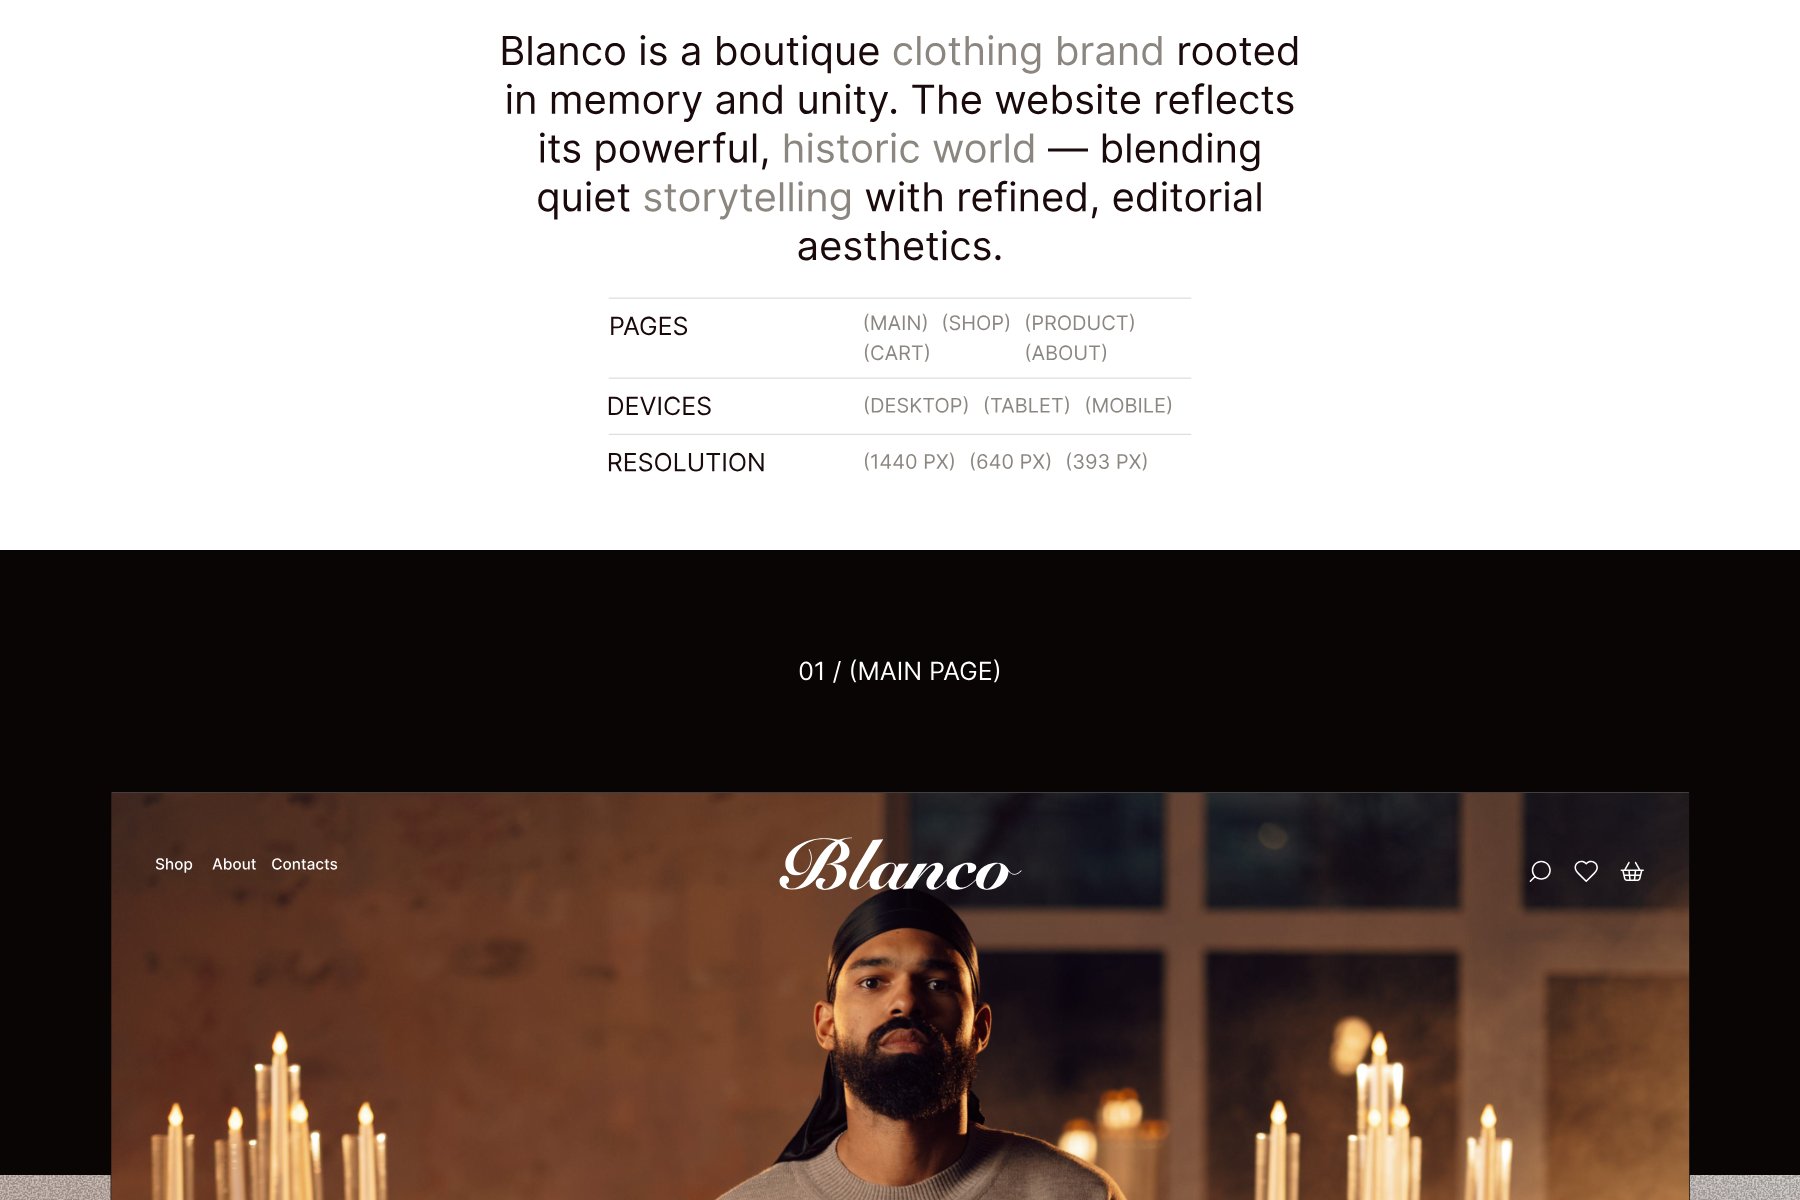 Blanco is a boutique clothing brand rooted
in memory and unity. The website reflects
its powerful, historic world — blending
quiet storytelling with refined, editorial
aesthetics.
PAGES
(MAIN) (SHOP) (PRODUCT)
(CART) (ABOUT)
DEVICES
(DESKTOP) (TABLET) (MOBILE)
RESOLUTION
(1440 PX) (640 PX) (393 PX)
01 / (MAIN PAGE)
Shop About Contacts
Blanco